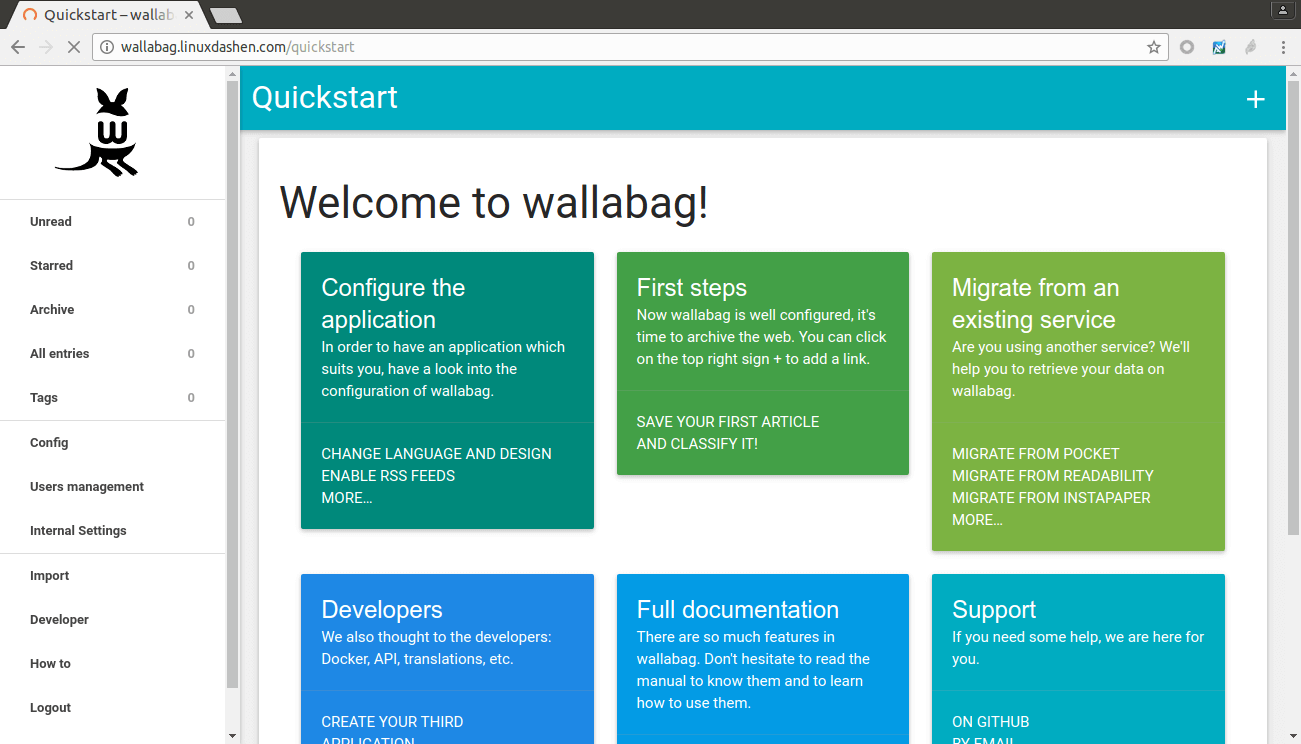 Quickstart – wallab
wallabag.linuxdashen.com/quickstart
W
Quickstart
+
Unread 0
Starred 0
Archive 0
All entries 0
Tags 0
Config
Users management
Internal Settings
Import
Developer
How to
Logout
Welcome to wallabag!
Configure the
application
In order to have an application which
suits you, have a look into the
configuration of wallabag.
CHANGE LANGUAGE AND DESIGN
ENABLE RSS FEEDS
MORE…
First steps
Now wallabag is well configured, it's
time to archive the web. You can click
on the top right sign + to add a link.
SAVE YOUR FIRST ARTICLE
AND CLASSIFY IT!
Migrate from an
existing service
Are you using another service? We'll
help you to retrieve your data on
wallabag.
MIGRATE FROM POCKET
MIGRATE FROM READABILITY
MIGRATE FROM INSTAPAPER
MORE…
Developers
We also thought to the developers:
Docker, API, translations, etc.
CREATE YOUR THIRD
APPLICATION
Full documentation
There are so much features in
wallabag. Don't hesitate to read the
manual to know them and to learn
how to use them.
Support
If you need some help, we are here for
you.
ON GITHUB
BY EMAIL